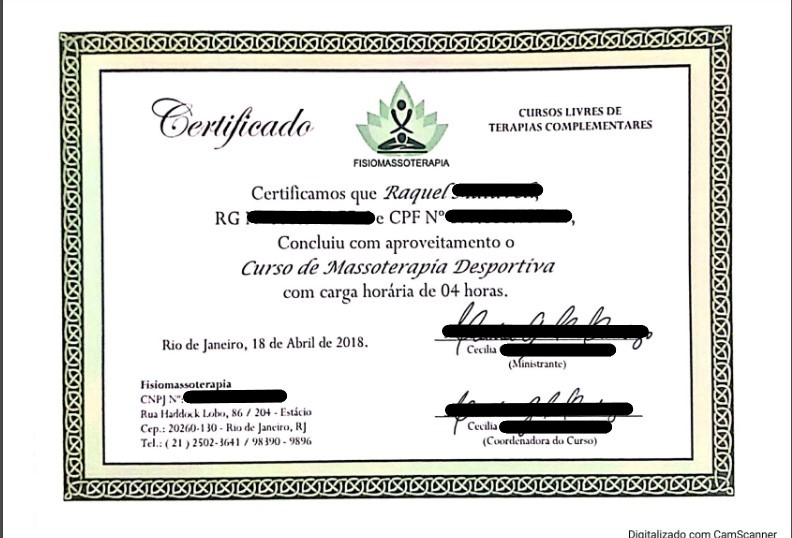 Certificado
FISIOMASSOTERAPIA
CURSOS LIVRES DE
TERAPIAS COMPLEMENTARES
Certificamos que Raquel
RG e CPF Nº ,
Concluiu com aproveitamento o
Curso de Massoterapia Desportiva
com carga horária de 04 horas.
Rio de Janeiro, 18 de Abril de 2018.
Cecilia
(Ministrante)
Fisiomassoterapia
CNPJ Nº:
Rua Haddock Lobo, 86 / 204 - Estácio
Cep.: 20260-130 - Rio de Janeiro, RJ
Tel.: ( 21 ) 2502-3641 / 98390 - 9896
Cecilia
(Coordenadora do Curso)
Digitalizado com CamScanner